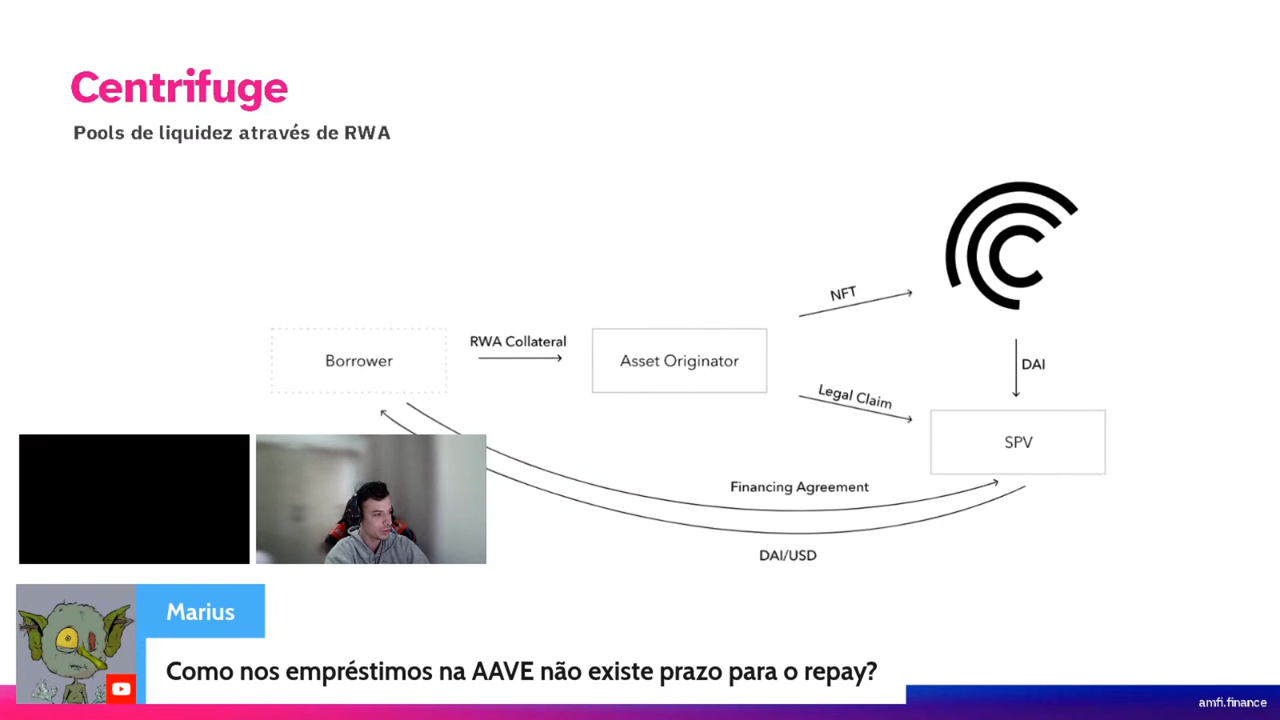 Centrifuge
Pools de liquidez através de RWA
NFT
RWA Collateral
Borrower
Asset Originator
DAI
Legal Claim
SPV
Financing Agreement
DAI/USD
Marius
Como nos empréstimos na AAVE não existe prazo para o repay?
amfi.finance